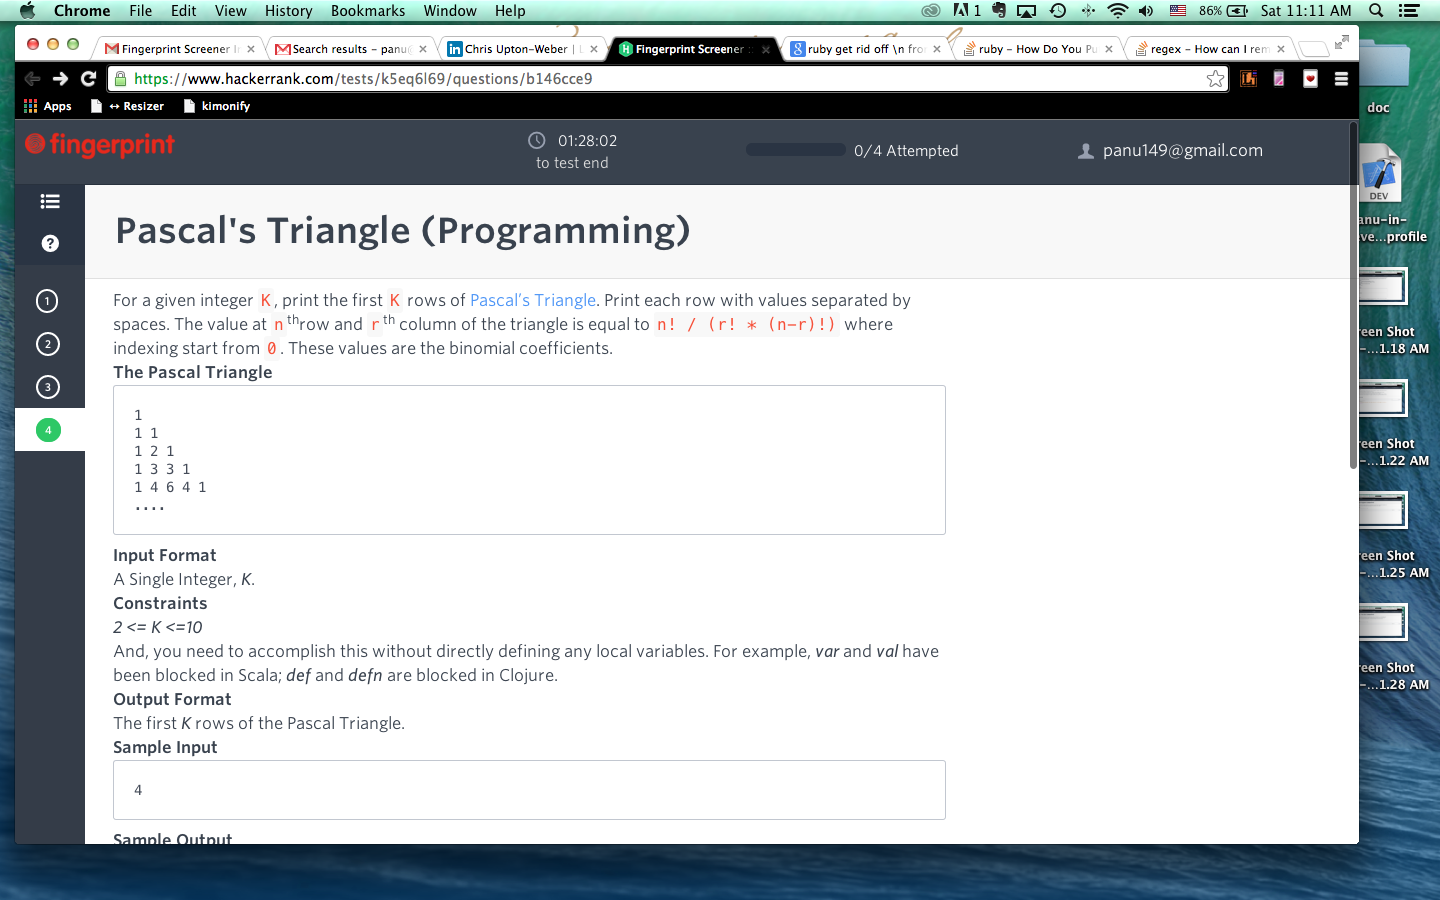 Chrome File Edit View History Bookmarks Window Help 1 86% Sat 11:11 AM
Fingerprint Screener Search results – panu Chris Upton-Weber | L Fingerprint Screener :: ruby get rid off \n fro ruby – How Do You Pu regex – How can I rem
https://www.hackerrank.com/tests/k5eq6l69/questions/b146cce9
Apps ↔ Resizer kimonify
doc
fingerprint
01:28:02
to test end
0/4 Attempted
panu149@gmail.com
DEV
anu-in-
ve...profile
Pascal's Triangle (Programming)
1
2
3
4
For a given integer K, print the first K rows of Pascal's Triangle. Print each row with values separated by
spaces. The value at n th row and r th column of the triangle is equal to n! / (r! * (n-r)!) where
indexing start from 0. These values are the binomial coefficients.
The Pascal Triangle
1
1 1
1 2 1
1 3 3 1
1 4 6 4 1
....
Input Format
A Single Integer, K.
Constraints
2 <= K <=10
And, you need to accomplish this without directly defining any local variables. For example, var and val have
been blocked in Scala; def and defn are blocked in Clojure.
Output Format
The first K rows of the Pascal Triangle.
Sample Input
4
Sample Output
reen Shot
–...1.18 AM
reen Shot
–...1.22 AM
reen Shot
–...1.25 AM
reen Shot
–...1.28 AM